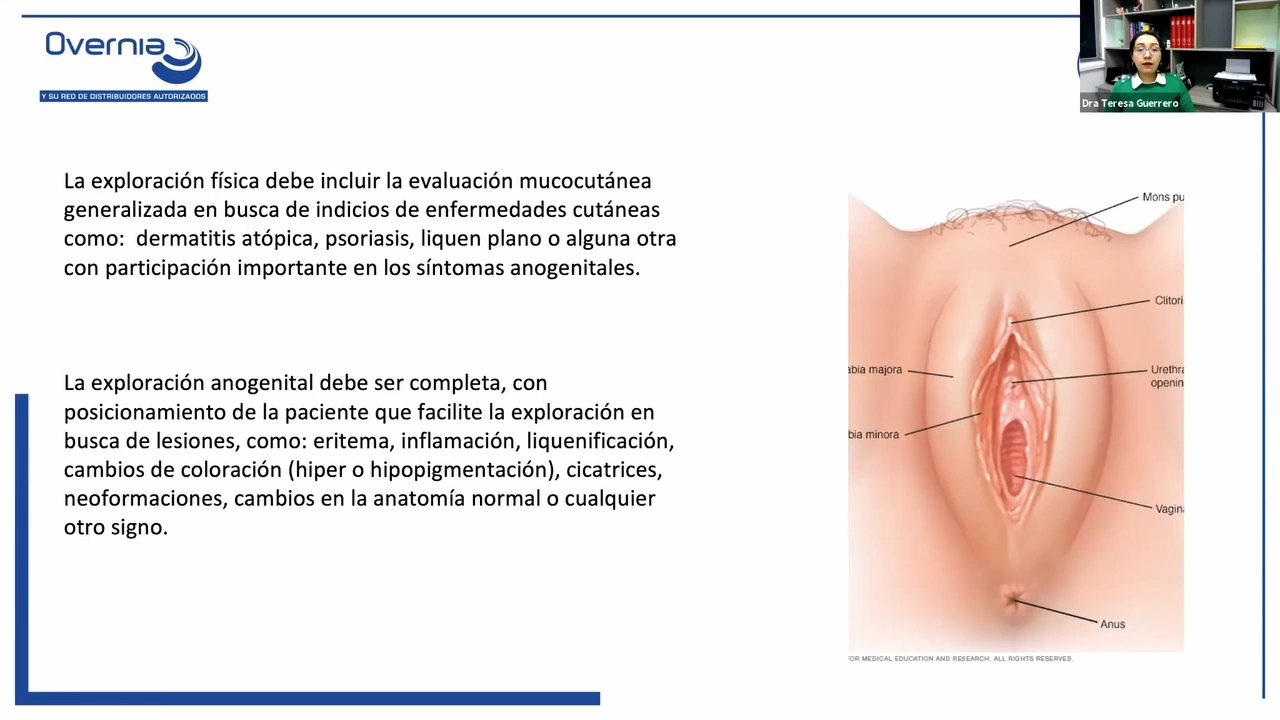 Overnia
Y SU RED DE DISTRIBUIDORES AUTORIZADOS
Dra Teresa Guerrero
La exploración física debe incluir la evaluación mucocutánea
generalizada en busca de indicios de enfermedades cutáneas
como: dermatitis atópica, psoriasis, liquen plano o alguna otra
con participación importante en los síntomas anogenitales.
La exploración anogenital debe ser completa, con
posicionamiento de la paciente que facilite la exploración en
busca de lesiones, como: eritema, inflamación, liquenificación,
cambios de coloración (hiper o hipopigmentación), cicatrices,
neoformaciones, cambios en la anatomía normal o cualquier
otro signo.
Mons pu
Clitori
abia majora
Urethra
openin
bia minora
Vagina
Anus
FOR MEDICAL EDUCATION AND RESEARCH. ALL RIGHTS RESERVED.